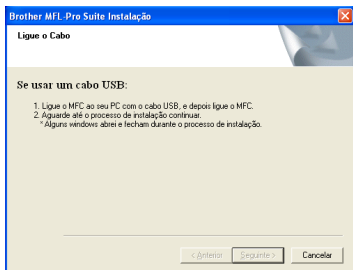 Brother MFL-Pro Suite Instalação
Ligue o Cabo
Se usar um cabo USB:
1. Ligue o MFC ao seu PC com o cabo USB, e depois ligue o MFC.
2. Aguarde até o processo de instalação continuar.
* Alguns windows abrei e fecham durante o processo de instalação.
< Anterior Seguinte > Cancelar